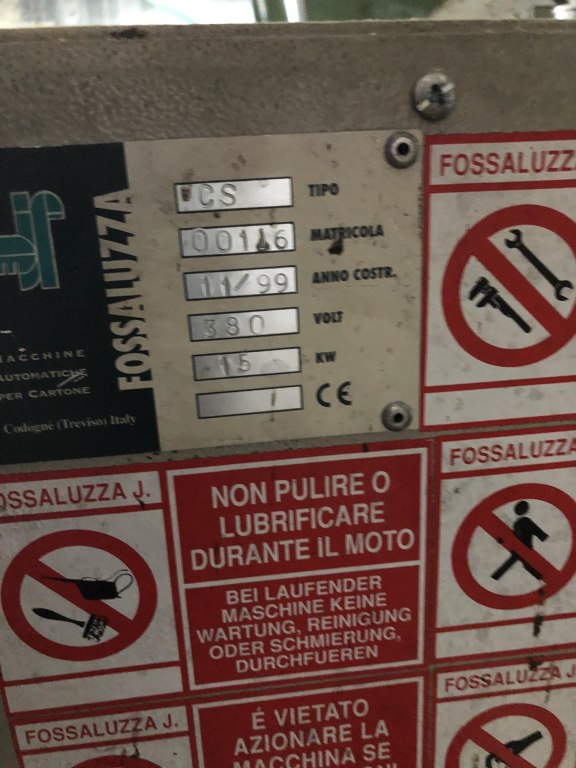 CS TIPO
00146 MATRICOLA
11/99 ANNO COSTR.
380 VOLT
15 KW
CE
FOSSALUZZA
MACCHINE
AUTOMATICHE
PER CARTONE
Codogné (Treviso) Italy
FOSSALUZZA
FOSSALUZZA J.
NON PULIRE O
LUBRIFICARE
DURANTE IL MOTO
BEI LAUFENDER
MASCHINE KEINE
WARTUNG, REINIGUNG
ODER SCHMIERUNG,
DURCHFUEREN
FOSSALUZZA
FOSSALUZZA J.
É VIETATO
AZIONARE LA
MACCHINA SE
FOSSALUZZA J.